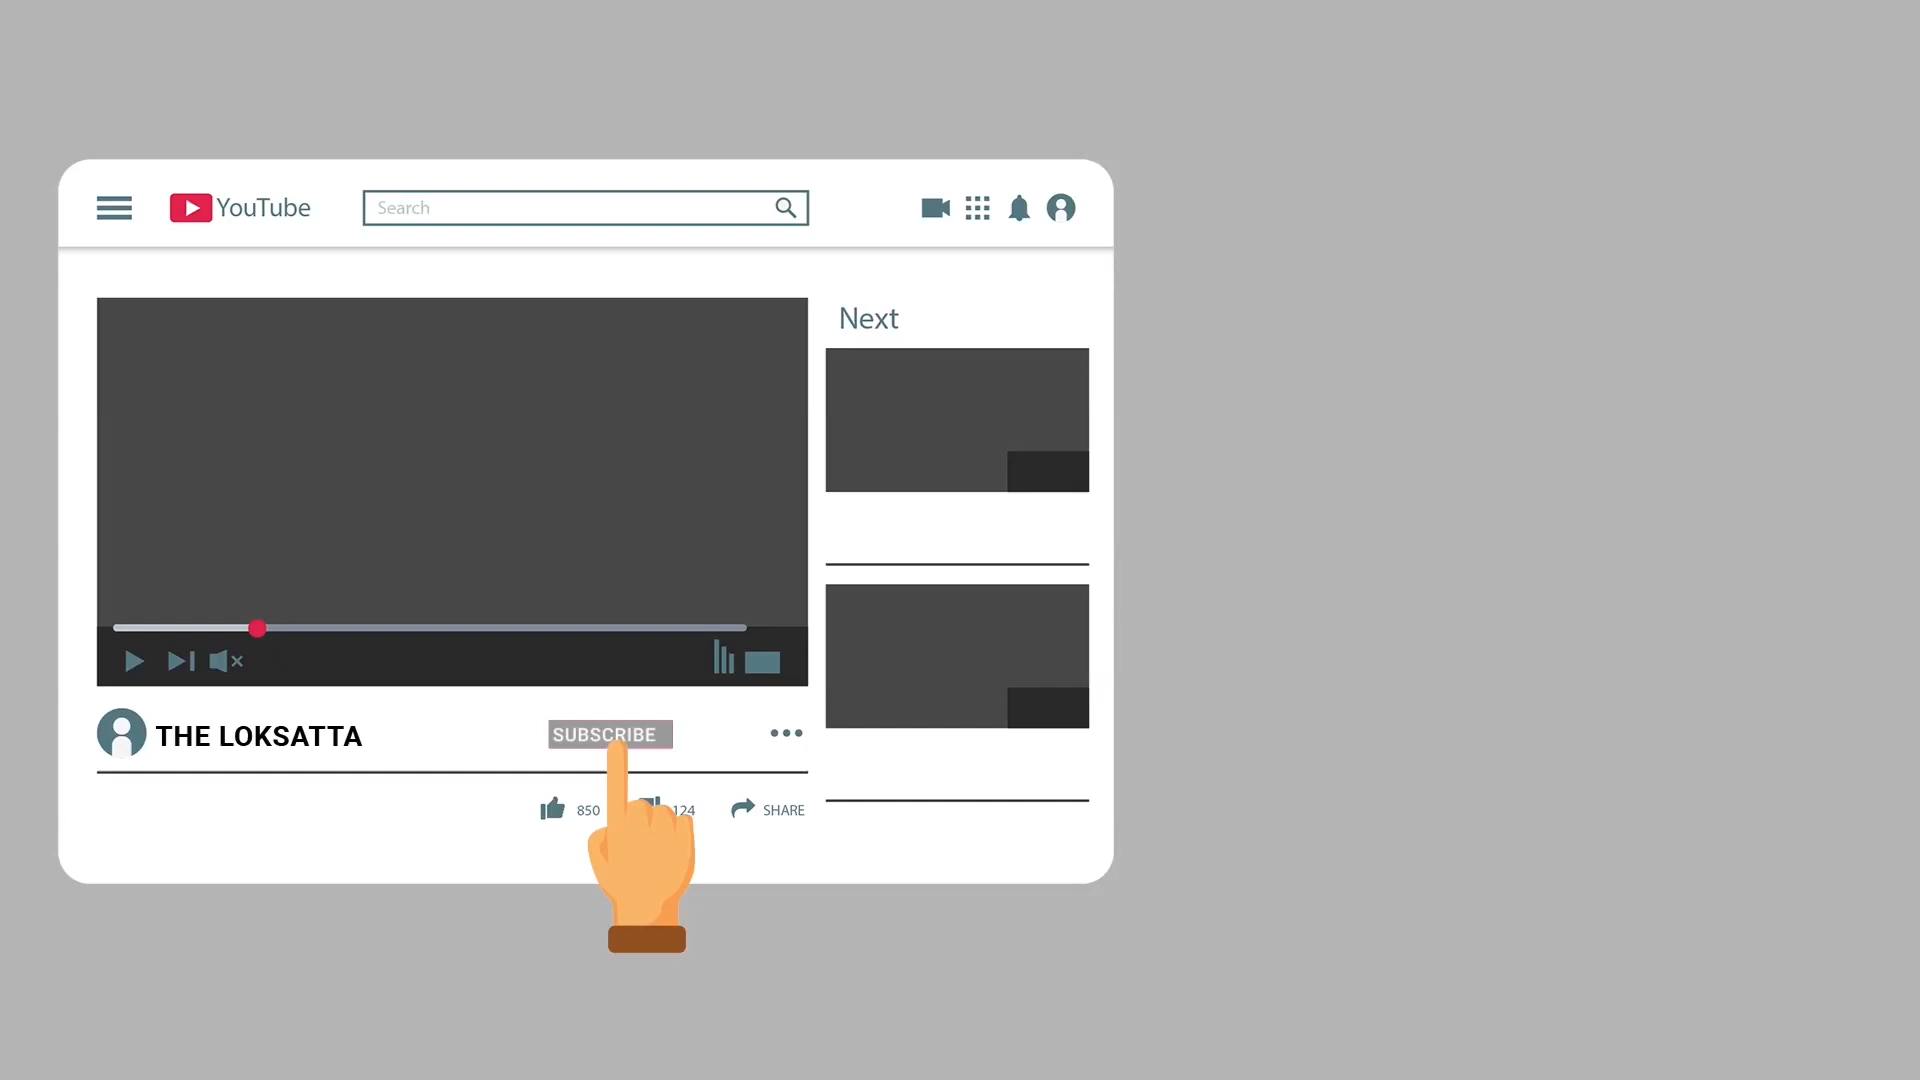 YouTube
Search
Next
THE LOKSATTA
SUBSCRIBE
850
124
SHARE